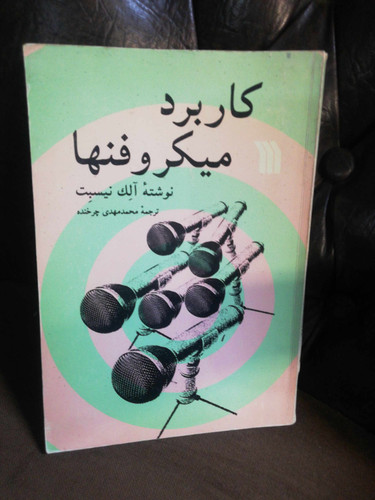 کاربرد
میکروفنها
نوشتهٔ آلِك نیسبِت
ترجمهٔ محمدمهدی چرخنده